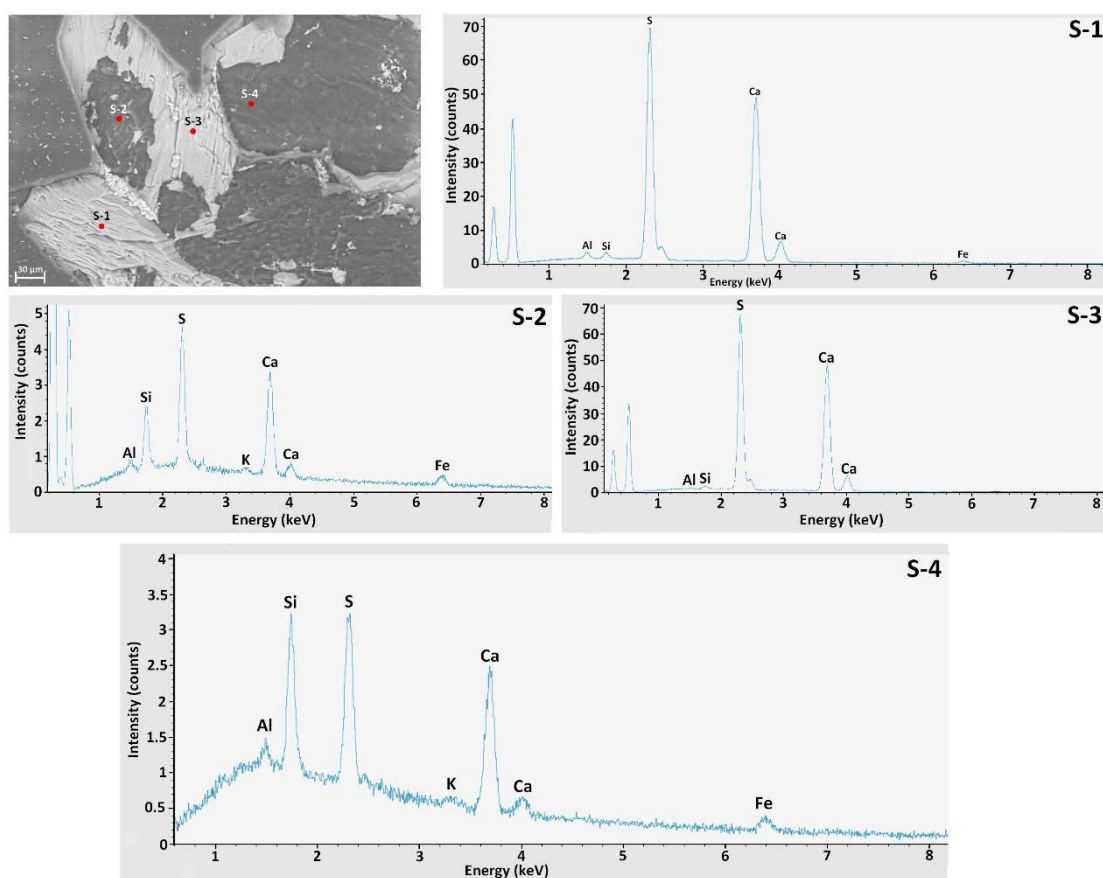 S-2
S-4
S-3
S-1
30 µm
S-1
Intensity (counts)
70
60
50
40
30
20
10
0
S
Ca
Al
Si
Ca
Fe
1
2
3
4
5
6
7
8
Energy (keV)
S-2
Intensity (counts)
5
4
3
2
1
0
S
Si
Ca
Al
K
Ca
Fe
1
2
3
4
5
6
7
8
Energy (keV)
S-3
Intensity (counts)
70
60
50
40
30
20
10
0
S
Ca
Al
Si
Ca
1
2
3
4
5
6
7
8
Energy (keV)
S-4
Intensity (counts)
4
3.5
3
2.5
2
1.5
1
0.5
0
Si
S
Ca
Al
K
Ca
Fe
1
2
3
4
5
6
7
8
Energy (keV)